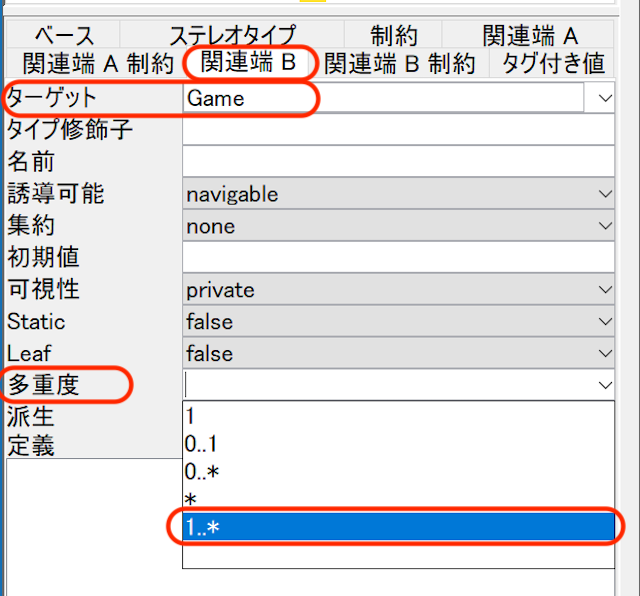 ベース ステレオタイプ 制約 関連端 A
関連端 A 制約 関連端 B 関連端 B 制約 タグ付き値
ターゲット Game
タイプ修飾子
名前
誘導可能 navigable
集約 none
初期値
可視性 private
Static false
Leaf false
多重度
派生 1
定義 0..1
0..*
*
1..*